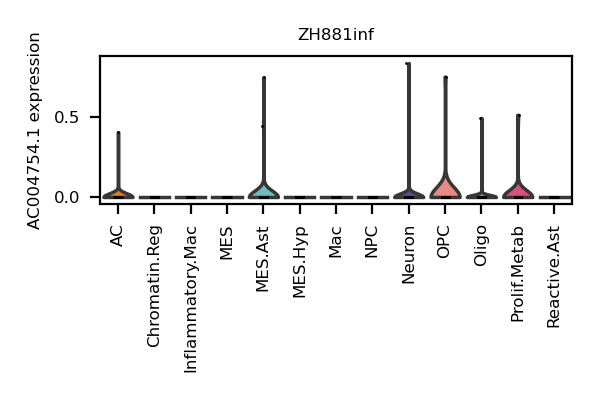 ZH881inf
AC004754.1 expression
0.5
0.0
AC
Chromatin.Reg
Inflammatory.Mac
MES
MES.Ast
MES.Hyp
Mac
NPC
Neuron
OPC
Oligo
Prolif.Metab
Reactive.Ast